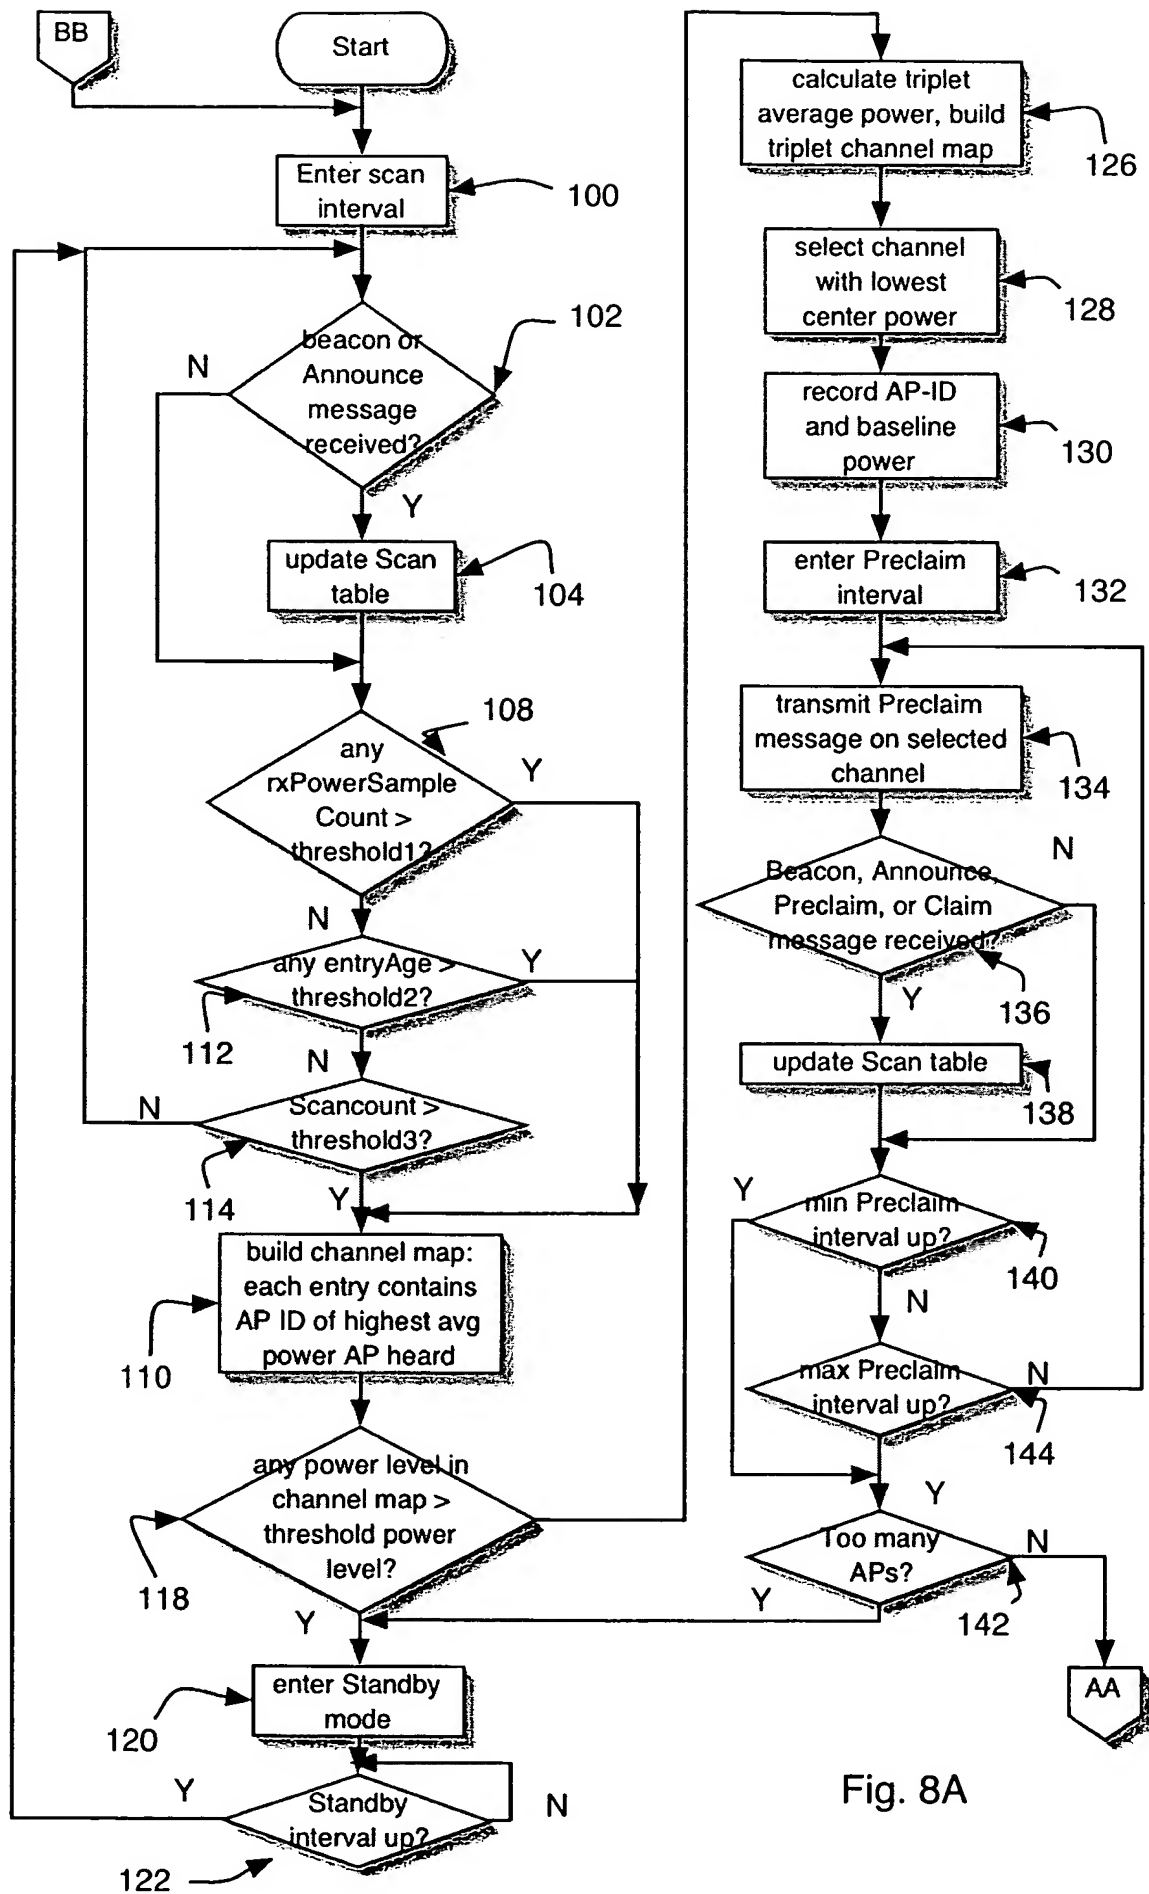 BB
Start
Enter scan
interval
100
beacon or
Announce
message
received?
102
N
Y
update Scan
table
104
any
rxPowerSample
Count >
threshold1?
108
Y
N
any entryAge >
threshold2?
Y
112
N
Scancount >
threshold3?
N
114
Y
build channel map:
each entry contains
AP ID of highest avg
power AP heard
110
any power level in
channel map >
threshold power
level?
118
Y
enter Standby
mode
120
Y
Standby
interval up?
N
122
calculate triplet
average power, build
triplet channel map
126
select channel
with lowest
center power
128
record AP-ID
and baseline
power
130
enter Preclaim
interval
132
transmit Preclaim
message on selected
channel
134
N
Beacon, Announce,
Preclaim, or Claim
message received?
136
Y
update Scan table
138
Y
min Preclaim
interval up?
140
N
max Preclaim
interval up?
N
144
Y
Too many
APs?
N
Y
142
AA
Fig. 8A